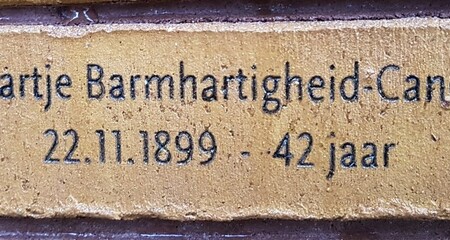 artje Barmhartigheid-Can
22.11.1899 - 42 jaar